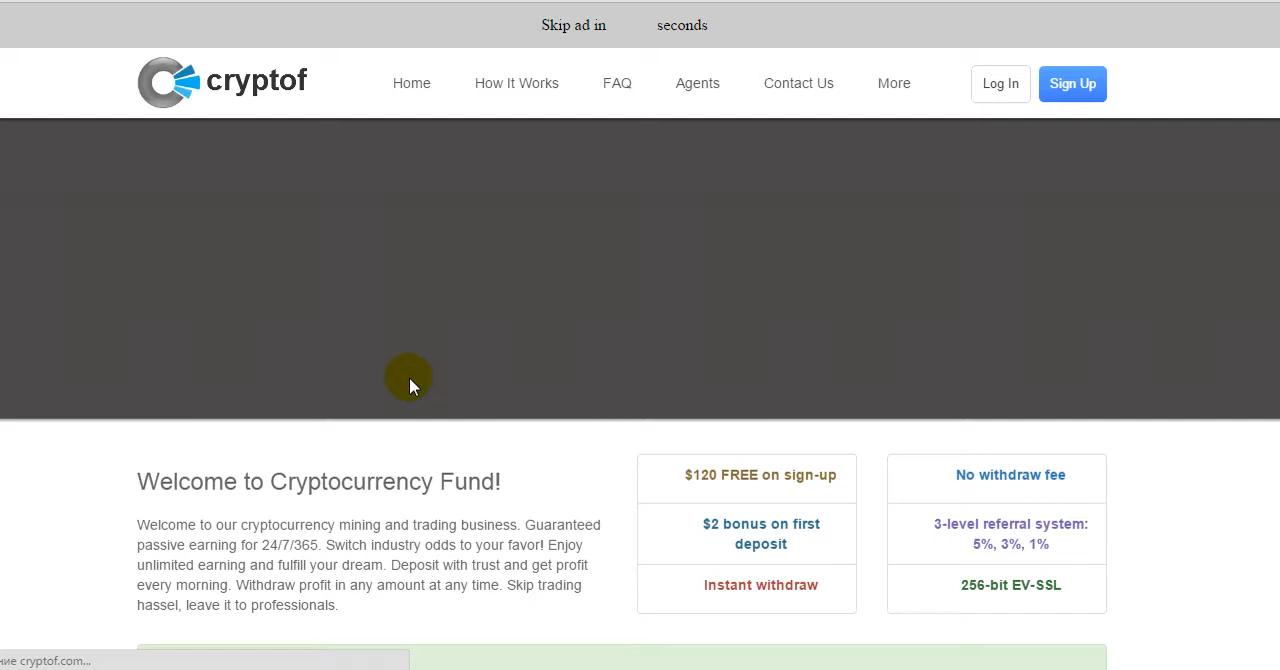 Skip ad in seconds
cryptof
Home How It Works FAQ Agents Contact Us More Log In Sign Up
Welcome to Cryptocurrency Fund!
Welcome to our cryptocurrency mining and trading business. Guaranteed
passive earning for 24/7/365. Switch industry odds to your favor! Enjoy
unlimited earning and fulfill your dream. Deposit with trust and get profit
every morning. Withdraw profit in any amount at any time. Skip trading
hassel, leave it to professionals.
$120 FREE on sign-up
$2 bonus on first
deposit
Instant withdraw
No withdraw fee
3-level referral system:
5%, 3%, 1%
256-bit EV-SSL
ние cryptof.com...